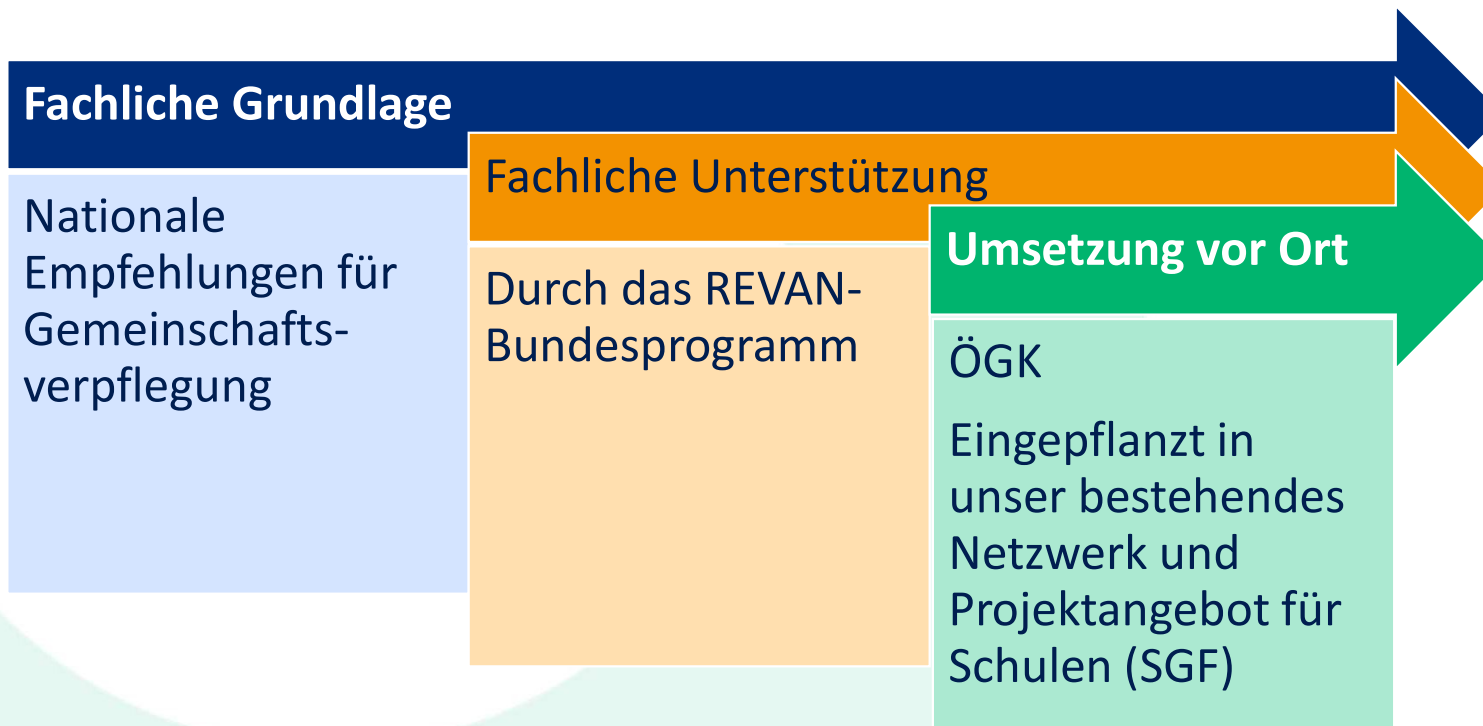 Fachliche Grundlage
Nationale
Empfehlungen für
Gemeinschafts-
verpflegung
Fachliche Unterstützung
Durch das REVAN-
Bundesprogramm
Umsetzung vor Ort
ÖGK
Eingepflanzt in
unser bestehendes
Netzwerk und
Projektangebot für
Schulen (SGF)